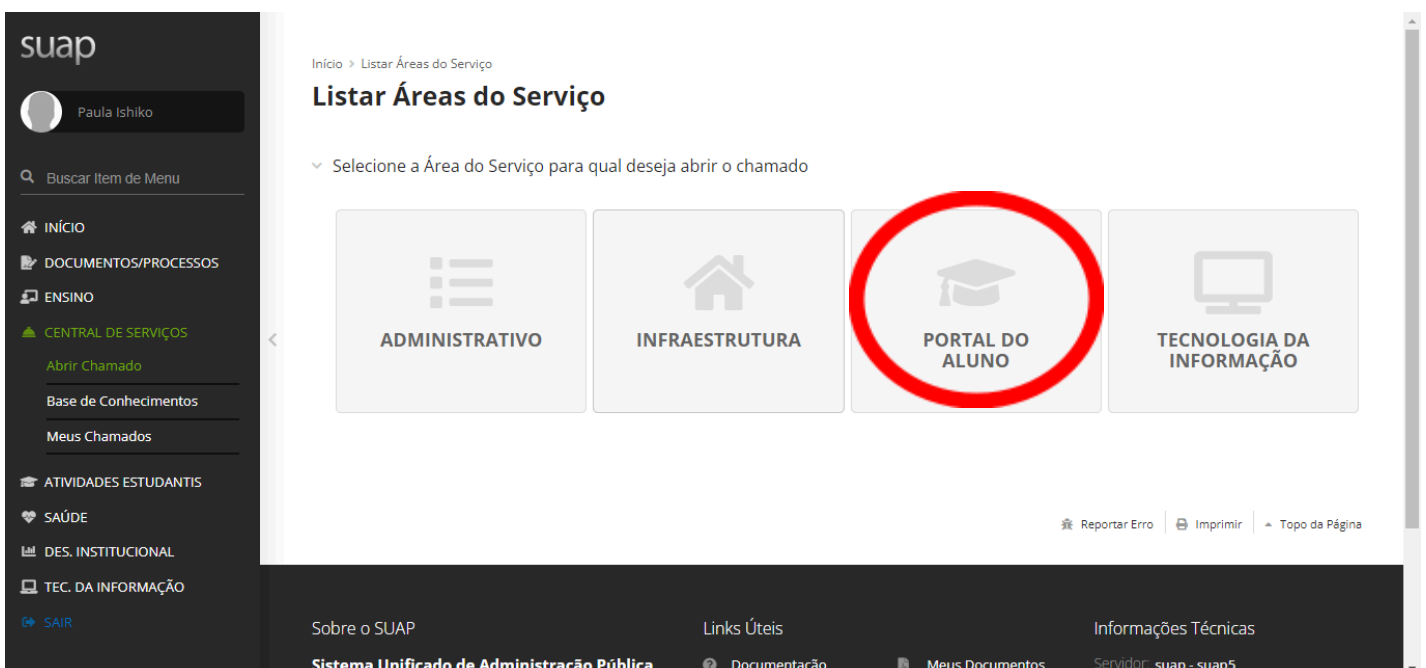 suap
Paula Ishiko
Buscar Item de Menu
INÍCIO
DOCUMENTOS/PROCESSOS
ENSINO
CENTRAL DE SERVIÇOS
Abrir Chamado
Base de Conhecimentos
Meus Chamados
ATIVIDADES ESTUDANTIS
SAÚDE
DES. INSTITUCIONAL
TEC. DA INFORMAÇÃO
SAIR
Início > Listar Áreas do Serviço
Listar Áreas do Serviço
Selecione a Área do Serviço para qual deseja abrir o chamado
ADMINISTRATIVO
INFRAESTRUTURA
PORTAL DO
ALUNO
TECNOLOGIA DA
INFORMAÇÃO
Reportar Erro
Imprimir
Topo da Página
Sobre o SUAP
Sistema Unificado de Administração Pública
Links Úteis
Documentação
Meus Documentos
Informações Técnicas
Servidor: suap - suap5